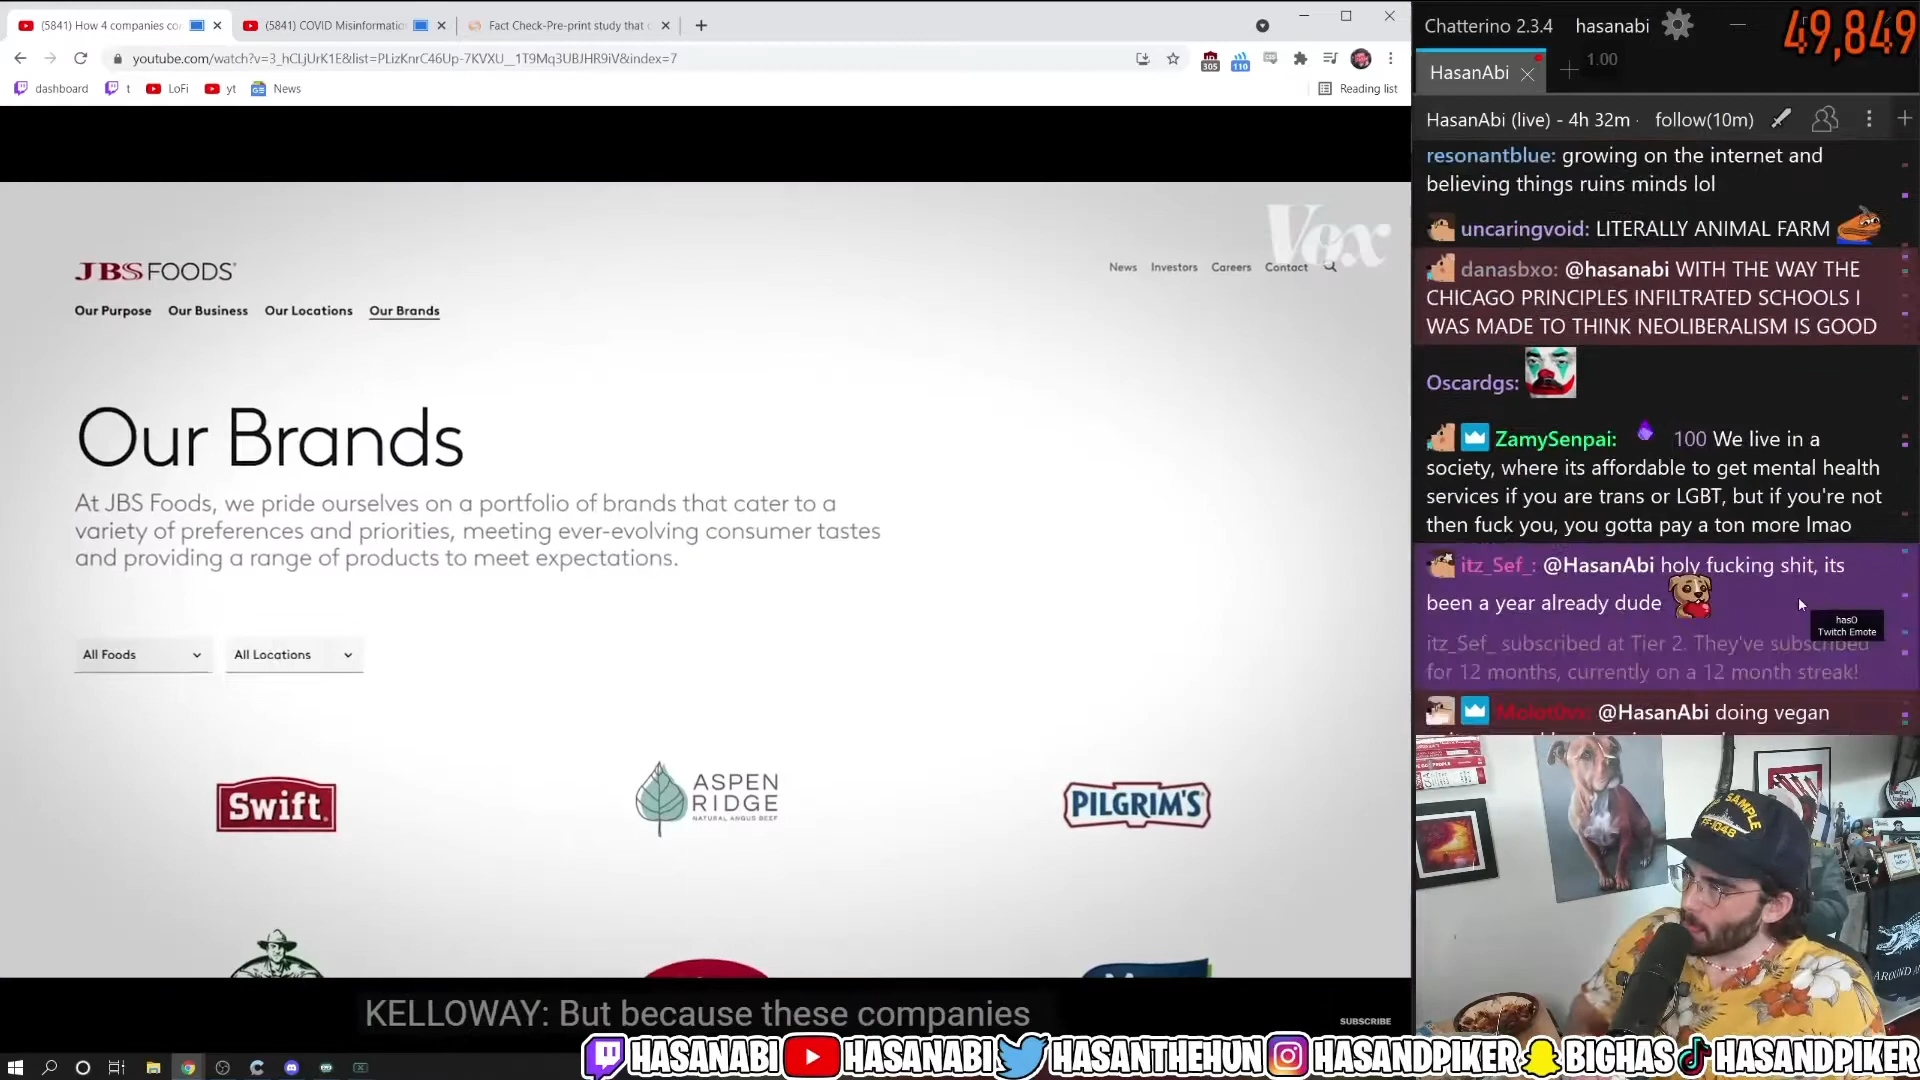 (5841) How 4 companies co
(5841) COVID Misinformatio
Fact Check-Pre-print study that
youtube.com/watch?v=3_hCLjUrK1E&list=PLizKnrC46Up-7KVXU__1T9Mq3UBJHR9iV&index=7
305
110
dashboard
t
LoFi
yt
News
Reading list
Vox
JBS FOODS
News
Investors
Careers
Contact
Our Purpose
Our Business
Our Locations
Our Brands
Our Brands
At JBS Foods, we pride ourselves on a portfolio of brands that cater to a
variety of preferences and priorities, meeting ever-evolving consumer tastes
and providing a range of products to meet expectations.
All Foods
All Locations
Swift
ASPEN
RIDGE
NATURAL ANGUS BEEF
PILGRIM'S
KELLOWAY: But because these companies
SUBSCRIBE
Chatterino 2.3.4
hasanabi
49,849
HasanAbi
1.00
HasanAbi (live) - 4h 32m ·
follow(10m)
resonantblue: growing on the internet and
believing things ruins minds lol
uncaringvoid: LITERALLY ANIMAL FARM
danasbxo: @hasanabi WITH THE WAY THE
CHICAGO PRINCIPLES INFILTRATED SCHOOLS I
WAS MADE TO THINK NEOLIBERALISM IS GOOD
Oscardgs:
ZamySenpai: 100 We live in a
society, where its affordable to get mental health
services if you are trans or LGBT, but if you're not
then fuck you, you gotta pay a ton more lmao
itz_Sef_: @HasanAbi holy fucking shit, its
been a year already dude
hasO
Twitch Emote
itz_Sef_ subscribed at Tier 2. They've subscribed
for 12 months, currently on a 12 month streak!
@HasanAbi doing vegan
SAMPLE
FF-1048
AROUND
HASANABI
HASANABI
HASANTHEHUN
HASANDPIKER
BIGHAS
HASANDPIKER